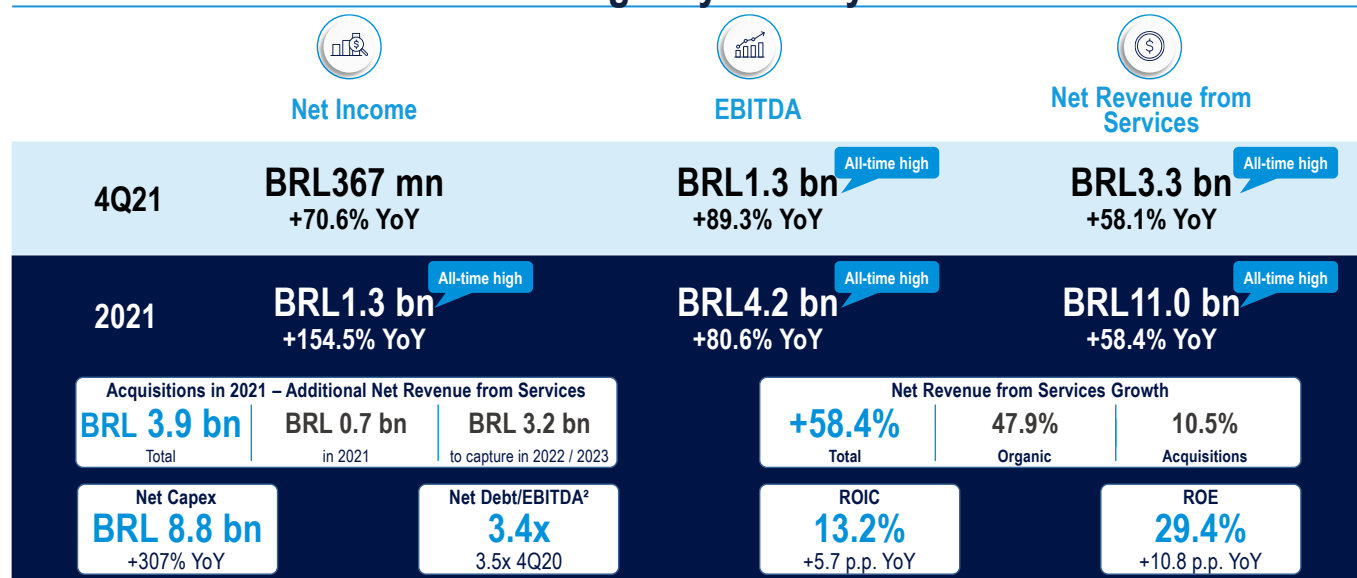 Net Income
EBITDA
Net Revenue from
Services
4Q21
BRL367 mn
+70.6% YoY
BRL1.3 bn
All-time high
+89.3% YoY
BRL3.3 bn
All-time high
+58.1% YoY
2021
BRL1.3 bn
All-time high
+154.5% YoY
BRL4.2 bn
All-time high
+80.6% YoY
BRL11.0 bn
All-time high
+58.4% YoY
Acquisitions in 2021 – Additional Net Revenue from Services
BRL 3.9 bn
Total
BRL 0.7 bn
in 2021
BRL 3.2 bn
to capture in 2022 / 2023
Net Revenue from Services Growth
+58.4%
Total
47.9%
Organic
10.5%
Acquisitions
Net Capex
BRL 8.8 bn
+307% YoY
Net Debt/EBITDA²
3.4x
3.5x 4Q20
ROIC
13.2%
+5.7 p.p. YoY
ROE
29.4%
+10.8 p.p. YoY